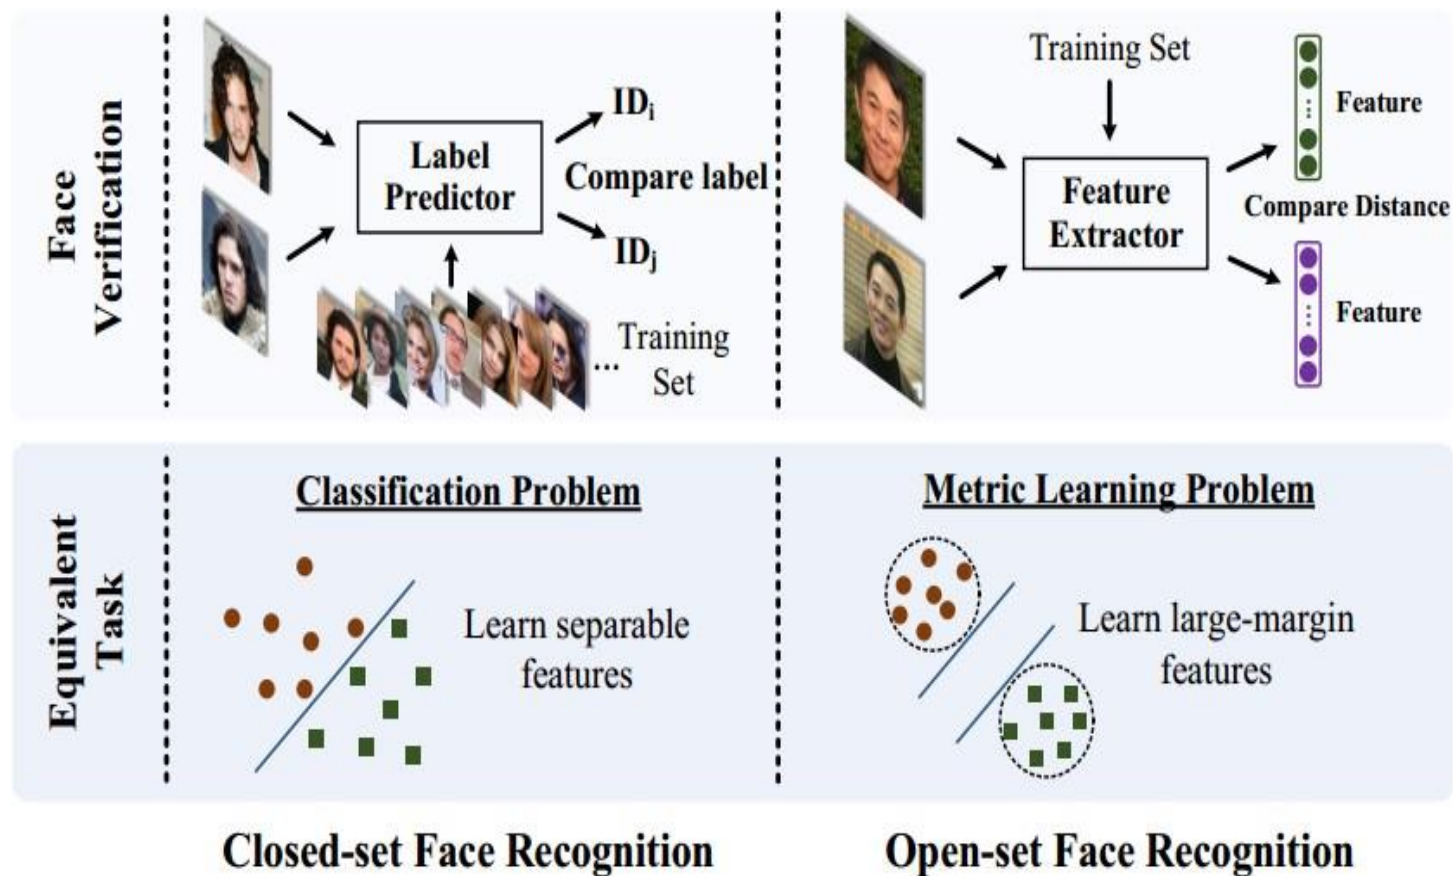 Face
Verification
Label
Predictor
ID_i
Compare label
ID_j
... Training
Set
Training Set
Feature
Extractor
Feature
Compare Distance
Feature
Equivalent
Task
Classification Problem
Learn separable
features
Metric Learning Problem
Learn large-margin
features
Closed-set Face Recognition
Open-set Face Recognition